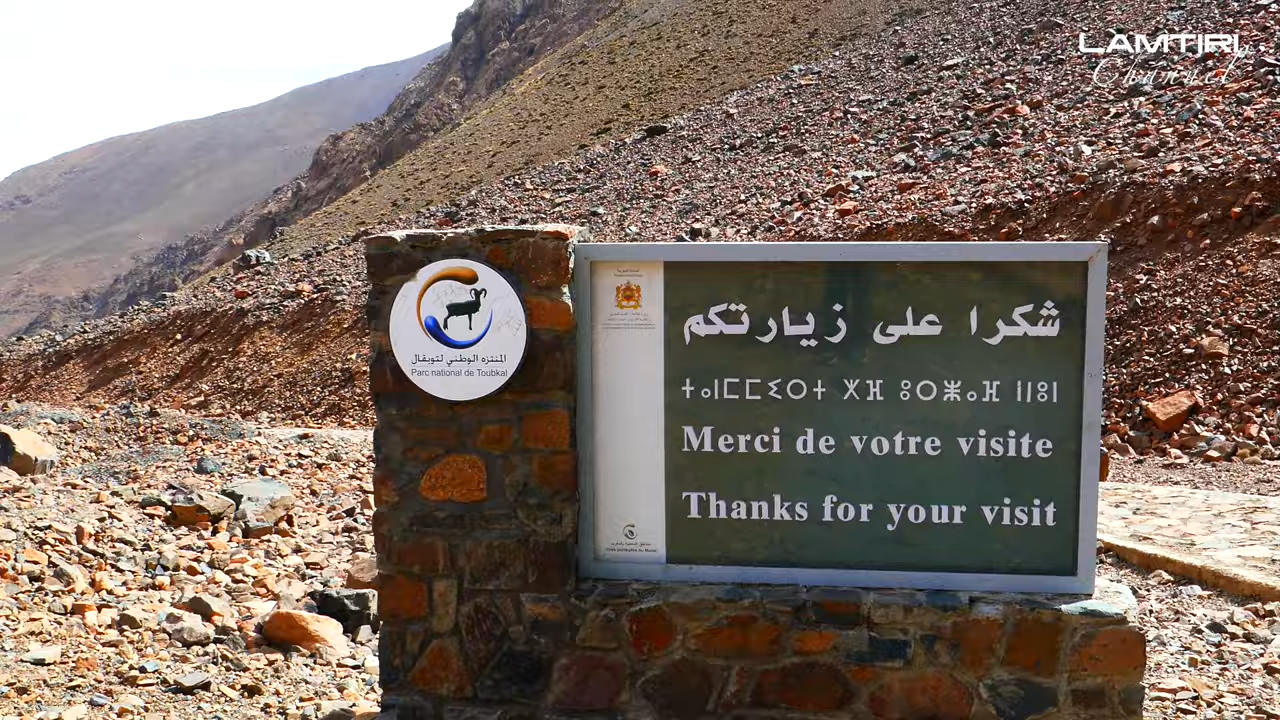 LAMTIRI
Channel
المنتزه الوطني لتوبقال
Parc national de Toubkal
شكرا على زيارتكم
ⵜⴰⵏⵎⵎⵉⵔⵜ ⵅⴼ ⵓⵔⵣⴰⴼ ⵏⵏⵓⵏ
Merci de votre visite
Thanks for your visit